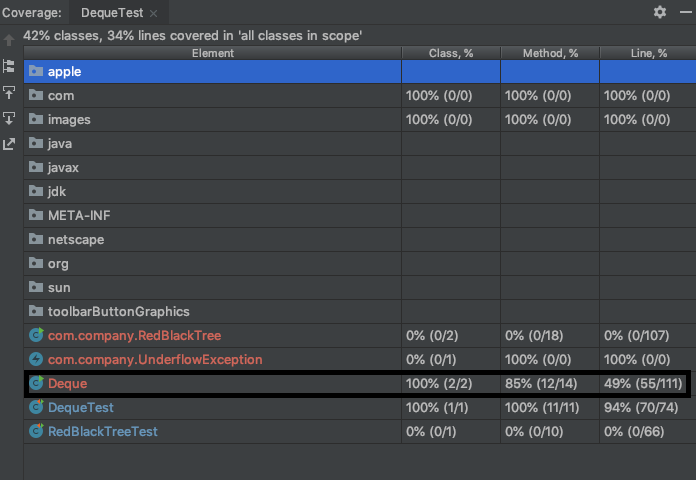 Coverage: DequeTest ×
42% classes, 34% lines covered in 'all classes in scope'
Element Class, % Method, % Line, %
apple
com 100% (0/0) 100% (0/0) 100% (0/0)
images 100% (0/0) 100% (0/0) 100% (0/0)
java
javax
jdk
META-INF
netscape
org
sun
toolbarButtonGraphics
com.company.RedBlackTree 0% (0/2) 0% (0/18) 0% (0/107)
com.company.UnderflowException 0% (0/1) 100% (0/0) 100% (0/0)
Deque 100% (2/2) 85% (12/14) 49% (55/111)
DequeTest 100% (1/1) 100% (11/11) 94% (70/74)
RedBlackTreeTest 0% (0/1) 0% (0/10) 0% (0/66)